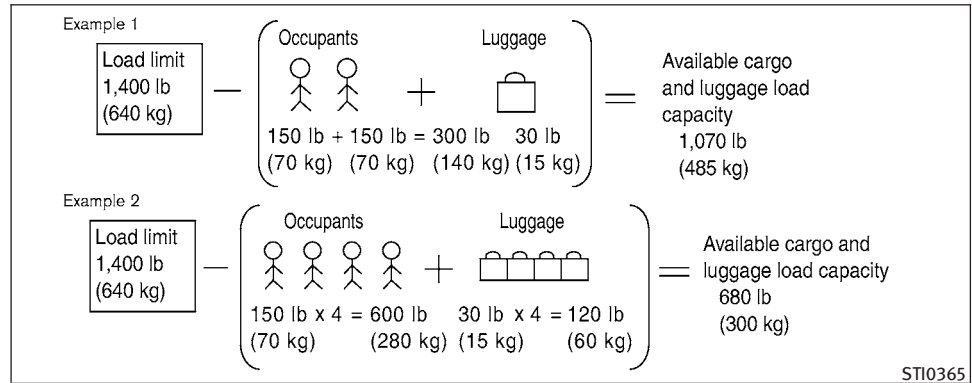 Example 1
Load limit
1,400 lb
(640 kg)
Occupants
Luggage
150 lb + 150 lb = 300 lb 30 lb
(70 kg) (70 kg) (140 kg) (15 kg)
Available cargo
and luggage load
capacity
1,070 lb
(485 kg)
Example 2
Load limit
1,400 lb
(640 kg)
Occupants
Luggage
150 lb x 4 = 600 lb 30 lb x 4 = 120 lb
(70 kg) (280 kg) (15 kg) (60 kg)
Available cargo and
luggage load capacity
680 lb
(300 kg)
STI0365